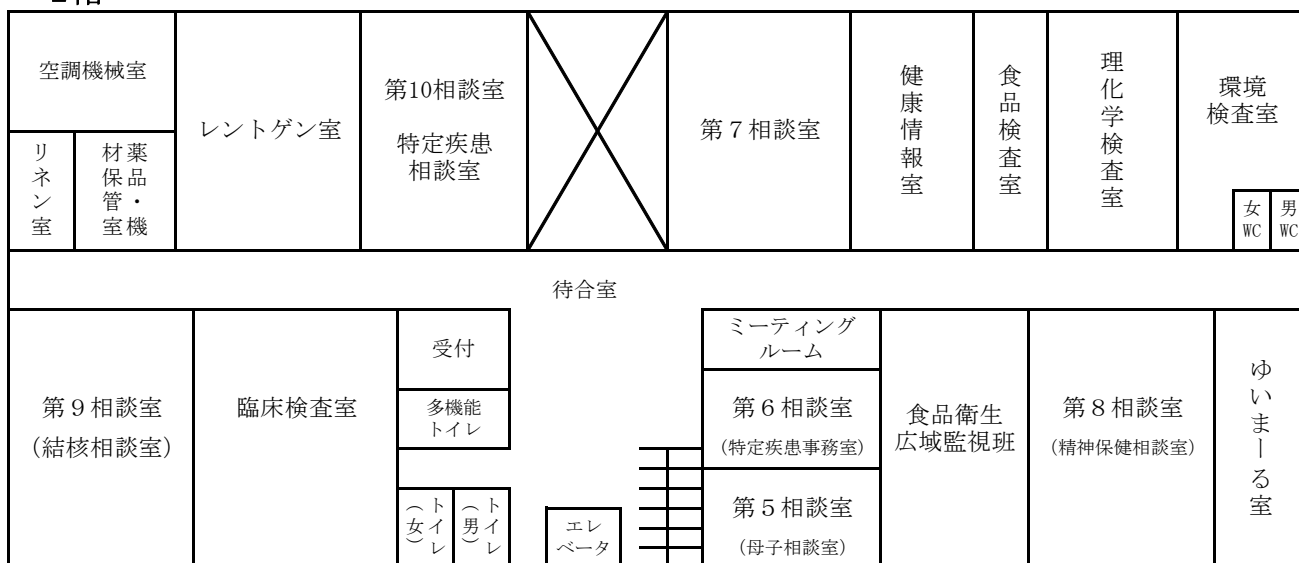 空調機械室
リネン室
薬品・機
材保管室
レントゲン室
第10相談室
特定疾患
相談室
第７相談室
健康情報室
食品検査室
理化学検査室
環境
検査室
女
WC
男
WC
待合室
第９相談室
(結核相談室)
臨床検査室
受付
多機能
トイレ
トイレ
(女)
トイレ
(男)
エレ
ベータ
ミーティング
ルーム
第６相談室
(特定疾患事務室)
第５相談室
(母子相談室)
食品衛生
広域監視班
第８相談室
(精神保健相談室)
ゆいまーる室